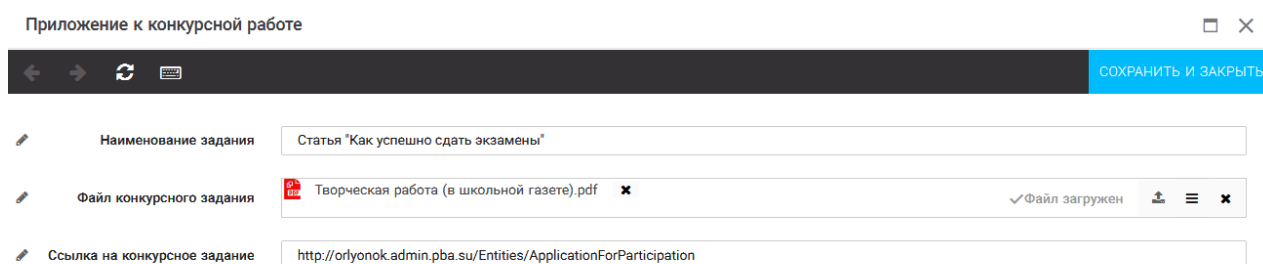 Приложение к конкурсной работе
СОХРАНИТЬ И ЗАКРЫТЬ
Наименование задания Статья "Как успешно сдать экзамены"
Файл конкурсного задания PDF Творческая работа (в школьной газете).pdf Файл загружен
Ссылка на конкурсное задание http://orlyonok.admin.pba.su/Entities/ApplicationForParticipation